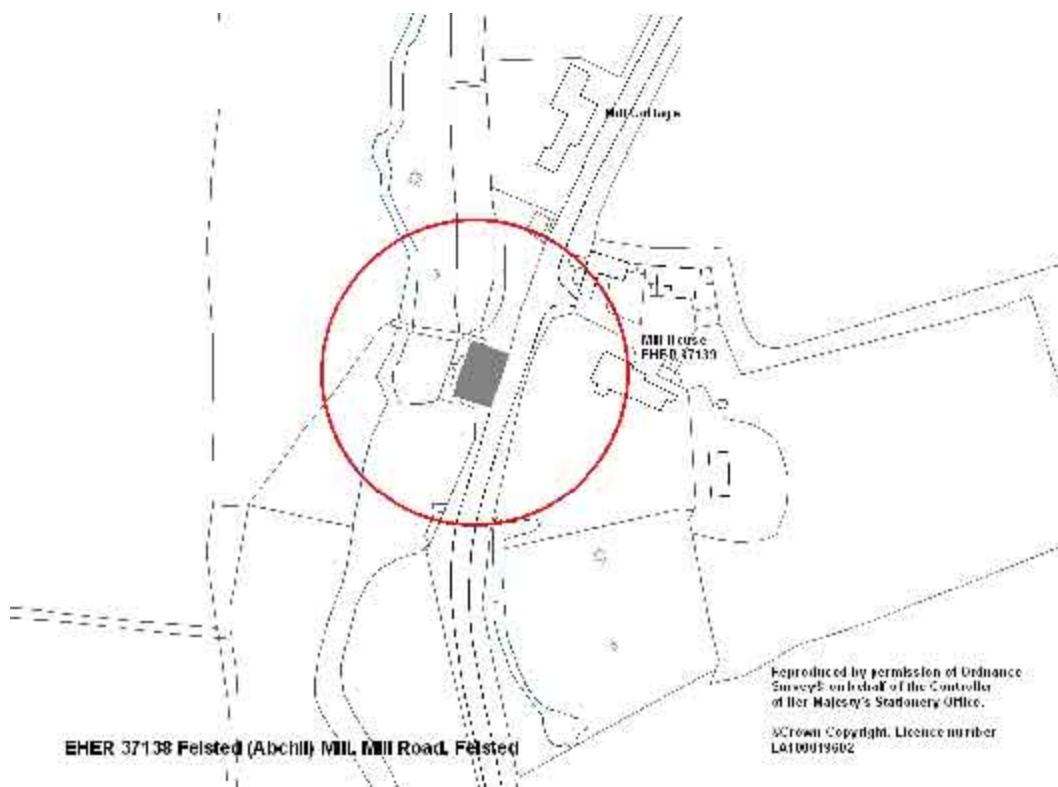 Mill Cottage
Mill House
EHER 37139
Reproduced by permission of Ordnance
Survey® on behalf of the Controller
of Her Majesty's Stationery Office.
©Crown Copyright. Licence number
LA100019602
EHER 37138 Felsted (Abchill) Mill, Mill Road, Felsted